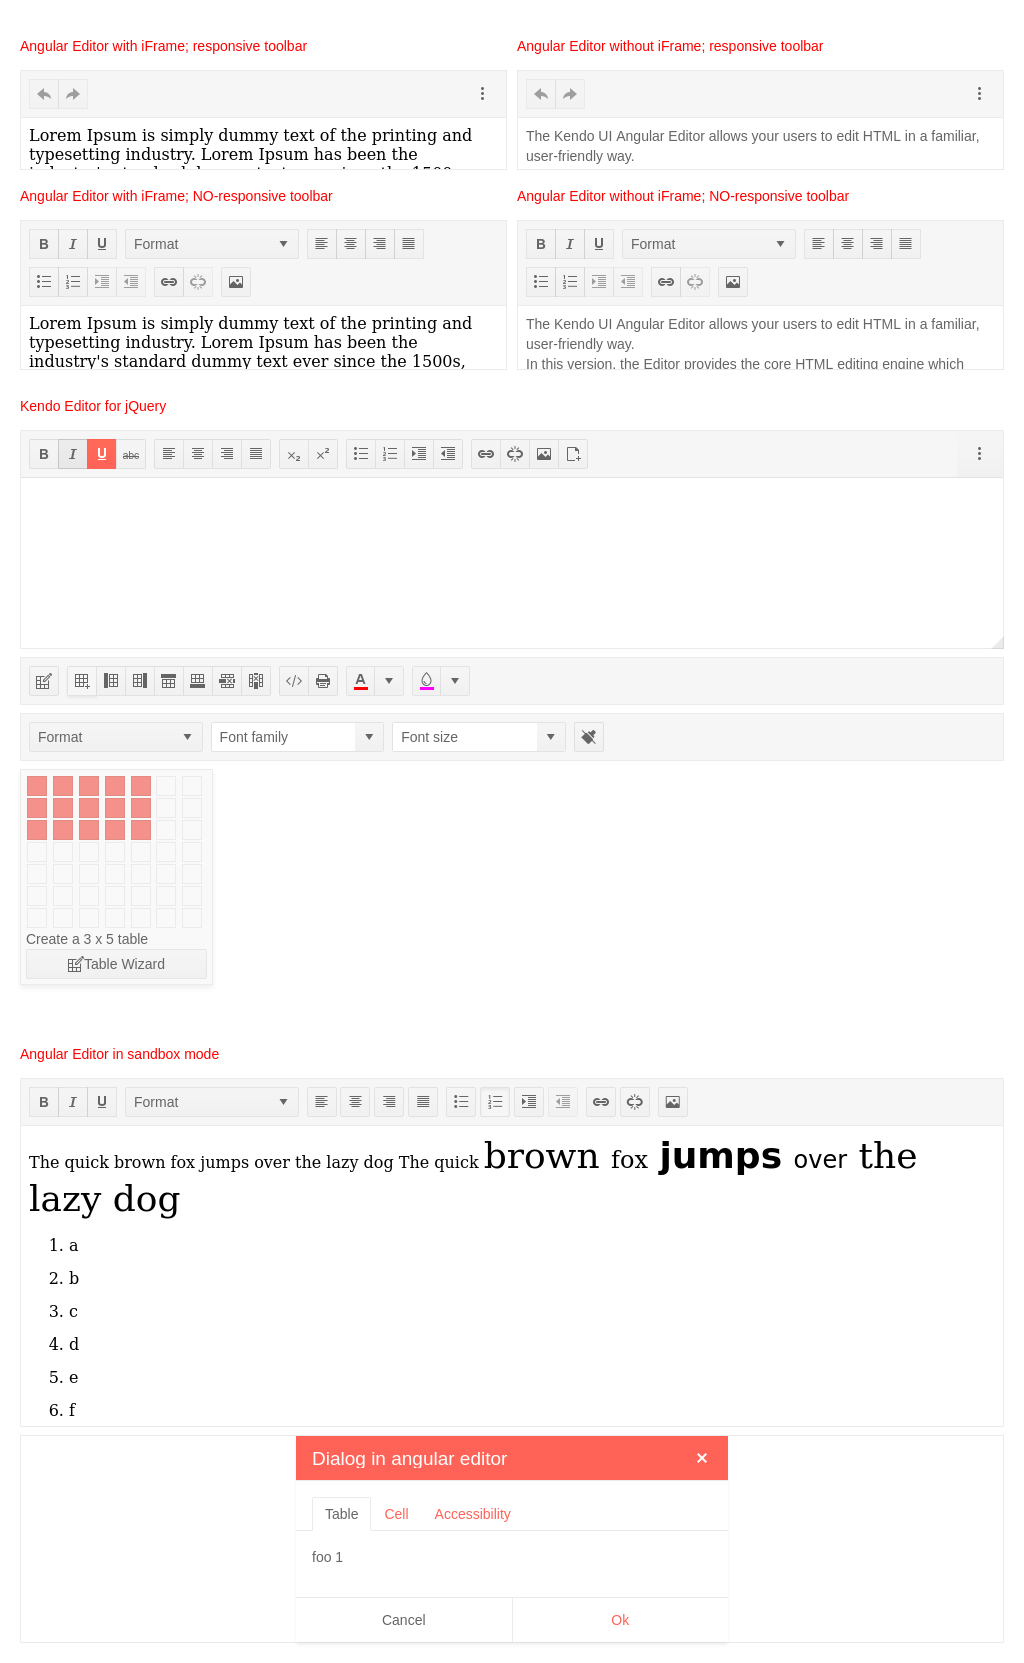 Angular Editor with iFrame; responsive toolbar
Angular Editor without iFrame; responsive toolbar
Lorem Ipsum is simply dummy text of the printing and
typesetting industry. Lorem Ipsum has been the
The Kendo UI Angular Editor allows your users to edit HTML in a familiar,
user-friendly way.
Angular Editor with iFrame; NO-responsive toolbar
Angular Editor without iFrame; NO-responsive toolbar
B I U Format
B I U Format
Lorem Ipsum is simply dummy text of the printing and
typesetting industry. Lorem Ipsum has been the
industry's standard dummy text ever since the 1500s,
The Kendo UI Angular Editor allows your users to edit HTML in a familiar,
user-friendly way.
In this version, the Editor provides the core HTML editing engine which
Kendo Editor for jQuery
B I U abc
A
Format
Font family
Font size
Create a 3 x 5 table
Table Wizard
Angular Editor in sandbox mode
B I U Format
The quick brown fox jumps over the lazy dog The quick brown fox jumps over the
lazy dog
1. a
2. b
3. c
4. d
5. e
6. f
Dialog in angular editor
Table Cell Accessibility
foo 1
Cancel
Ok